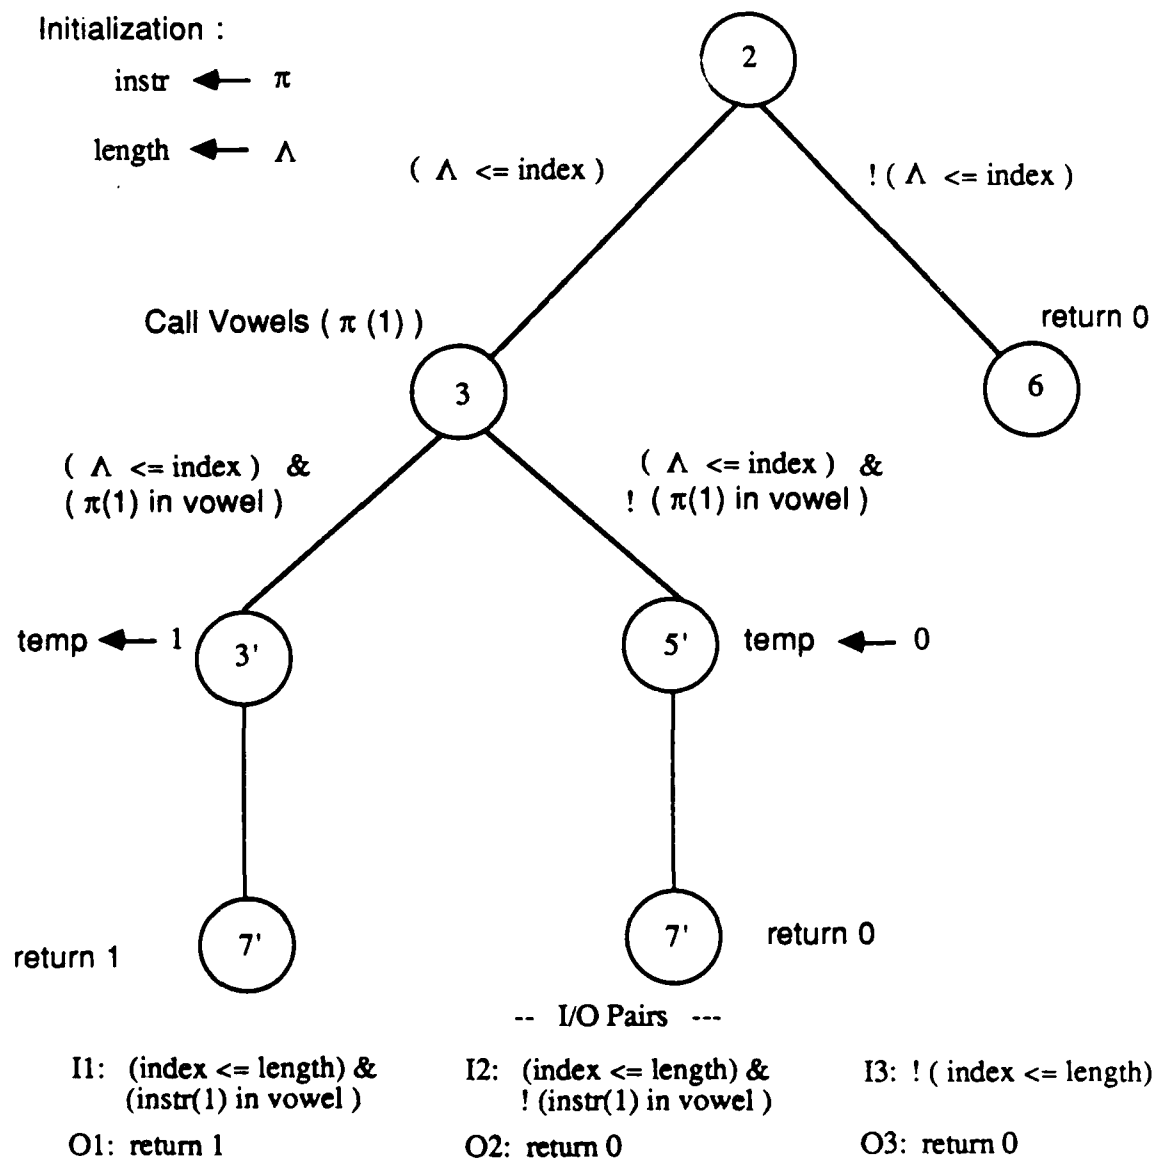 Initialization :
instr ← π
length ← Λ
2
( Λ <= index )
! ( Λ <= index )
Call Vowels ( π (1) )
return 0
3
6
( Λ <= index ) &
( π(1) in vowel )
( Λ <= index ) &
! ( π(1) in vowel )
temp ← 1
3'
5'
temp ← 0
return 1
7'
7'
return 0
-- I/O Pairs ---
I1: (index <= length) &
(instr(1) in vowel )
I2: (index <= length) &
! (instr(1) in vowel )
I3: ! ( index <= length)
O1: return 1
O2: return 0
O3: return 0